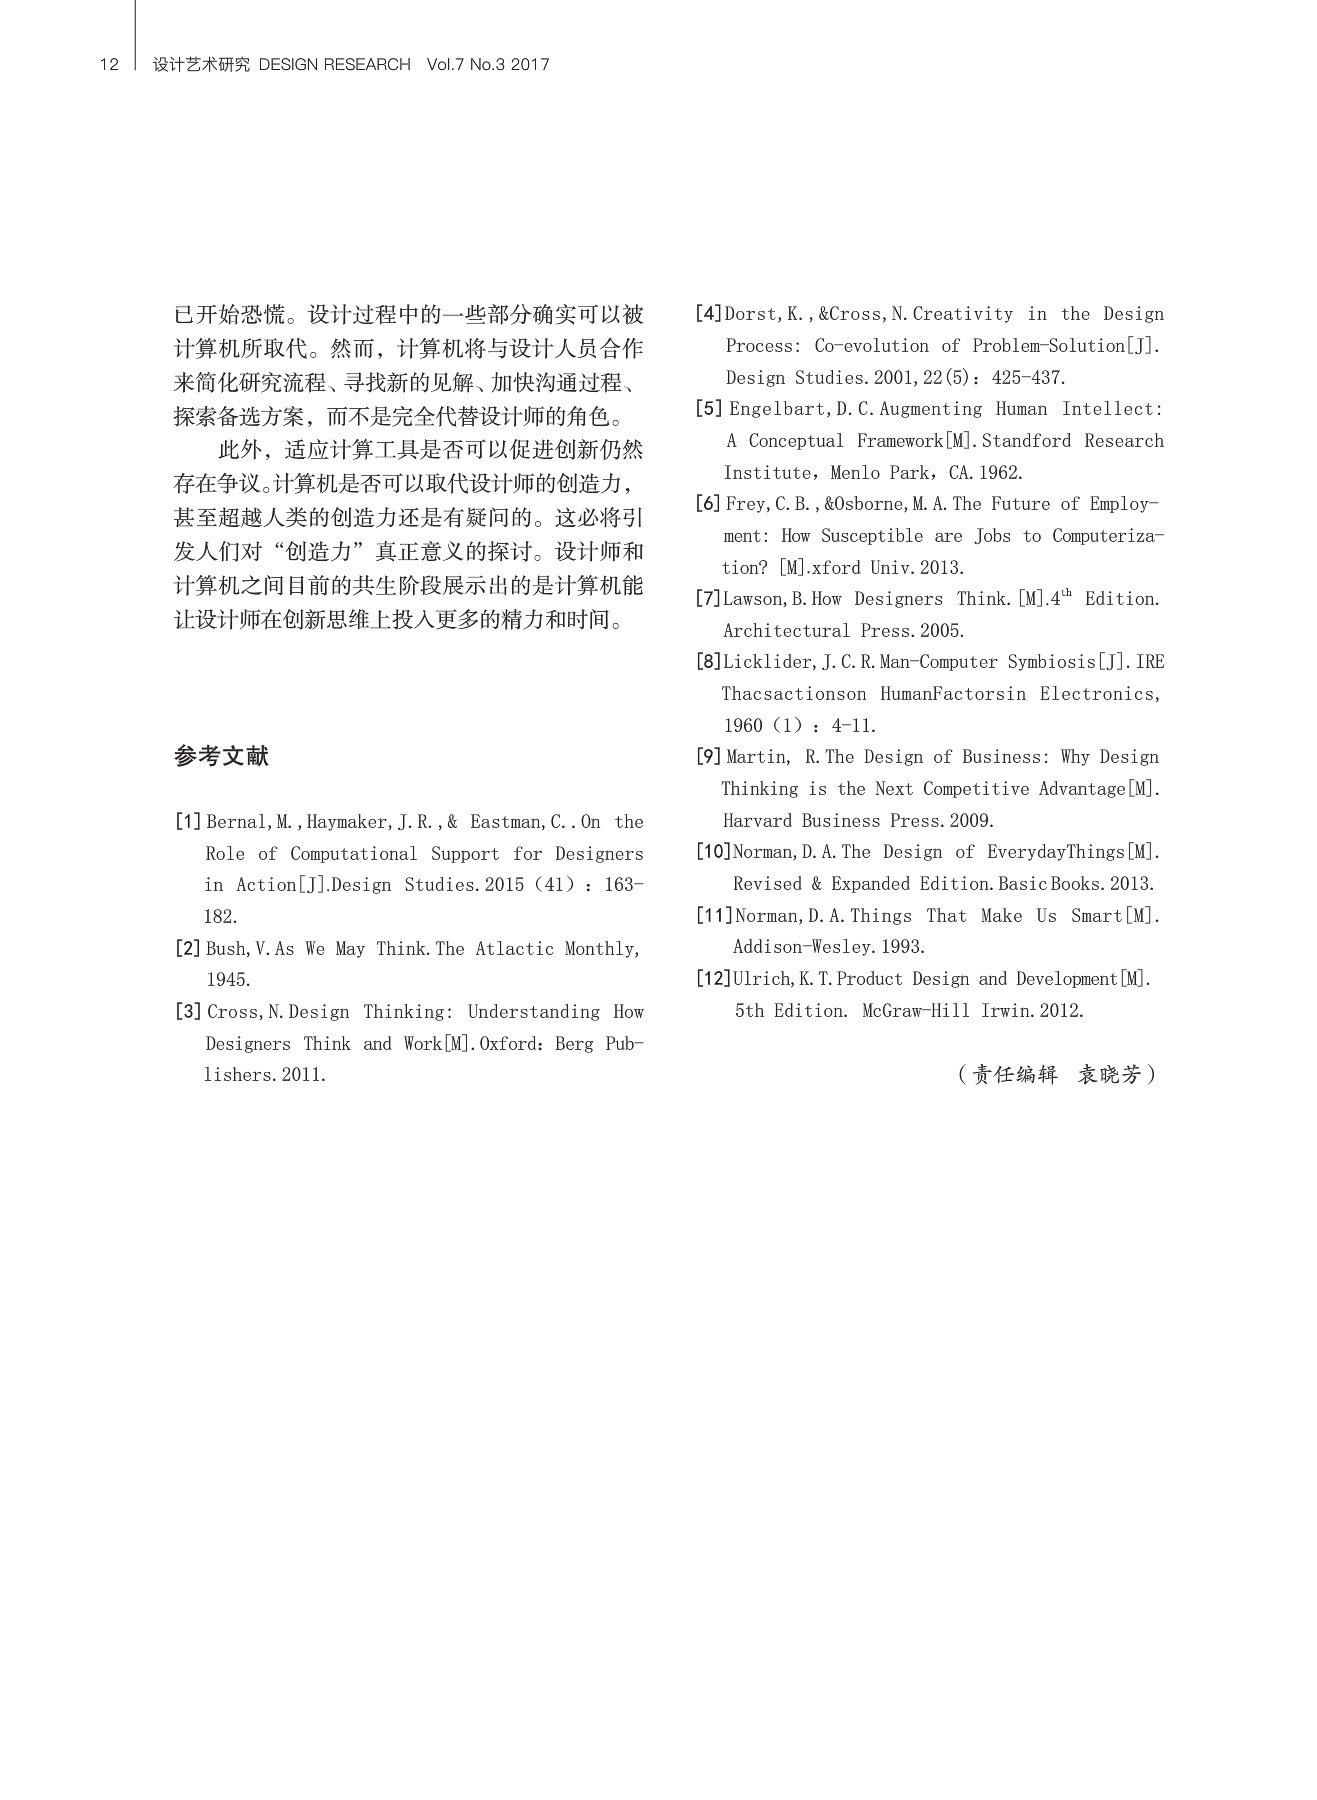 12 设计艺术研究 DESIGN RESEARCH Vol.7 No.3 2017
已开始恐慌。设计过程中的一些部分确实可以被
计算机所取代。然而，计算机将与设计人员合作
来简化研究流程、寻找新的见解、加快沟通过程、
探索备选方案，而不是完全代替设计师的角色。
此外，适应计算工具是否可以促进创新仍然
存在争议。计算机是否可以取代设计师的创造力，
甚至超越人类的创造力还是有疑问的。这必将引
发人们对“创造力”真正意义的探讨。设计师和
计算机之间目前的共生阶段展示出的是计算机能
让设计师在创新思维上投入更多的精力和时间。
参考文献
[1] Bernal,M.,Haymaker,J.R.,& Eastman,C..On the
Role of Computational Support for Designers
in Action[J].Design Studies.2015（41）：163-
182.
[2] Bush,V.As We May Think.The Atlactic Monthly,
1945.
[3] Cross,N.Design Thinking: Understanding How
Designers Think and Work[M].Oxford：Berg Pub-
lishers.2011.
[4]Dorst,K.,&Cross,N.Creativity in the Design
Process: Co-evolution of Problem-Solution[J].
Design Studies.2001,22(5)：425-437.
[5] Engelbart,D.C.Augmenting Human Intellect:
A Conceptual Framework[M].Standford Research
Institute，Menlo Park，CA.1962.
[6] Frey,C.B.,&Osborne,M.A.The Future of Employ-
ment: How Susceptible are Jobs to Computeriza-
tion? [M].xford Univ.2013.
[7]Lawson,B.How Designers Think.[M].4th Edition.
Architectural Press.2005.
[8]Licklider,J.C.R.Man-Computer Symbiosis[J].IRE
Thacsactionson HumanFactorsin Electronics,
1960（1）：4-11.
[9] Martin, R.The Design of Business: Why Design
Thinking is the Next Competitive Advantage[M].
Harvard Business Press.2009.
[10]Norman,D.A.The Design of EverydayThings[M].
Revised & Expanded Edition.BasicBooks.2013.
[11]Norman,D.A.Things That Make Us Smart[M].
Addison-Wesley.1993.
[12]Ulrich,K.T.Product Design and Development[M].
5th Edition. McGraw-Hill Irwin.2012.
（责任编辑 袁晓芳）